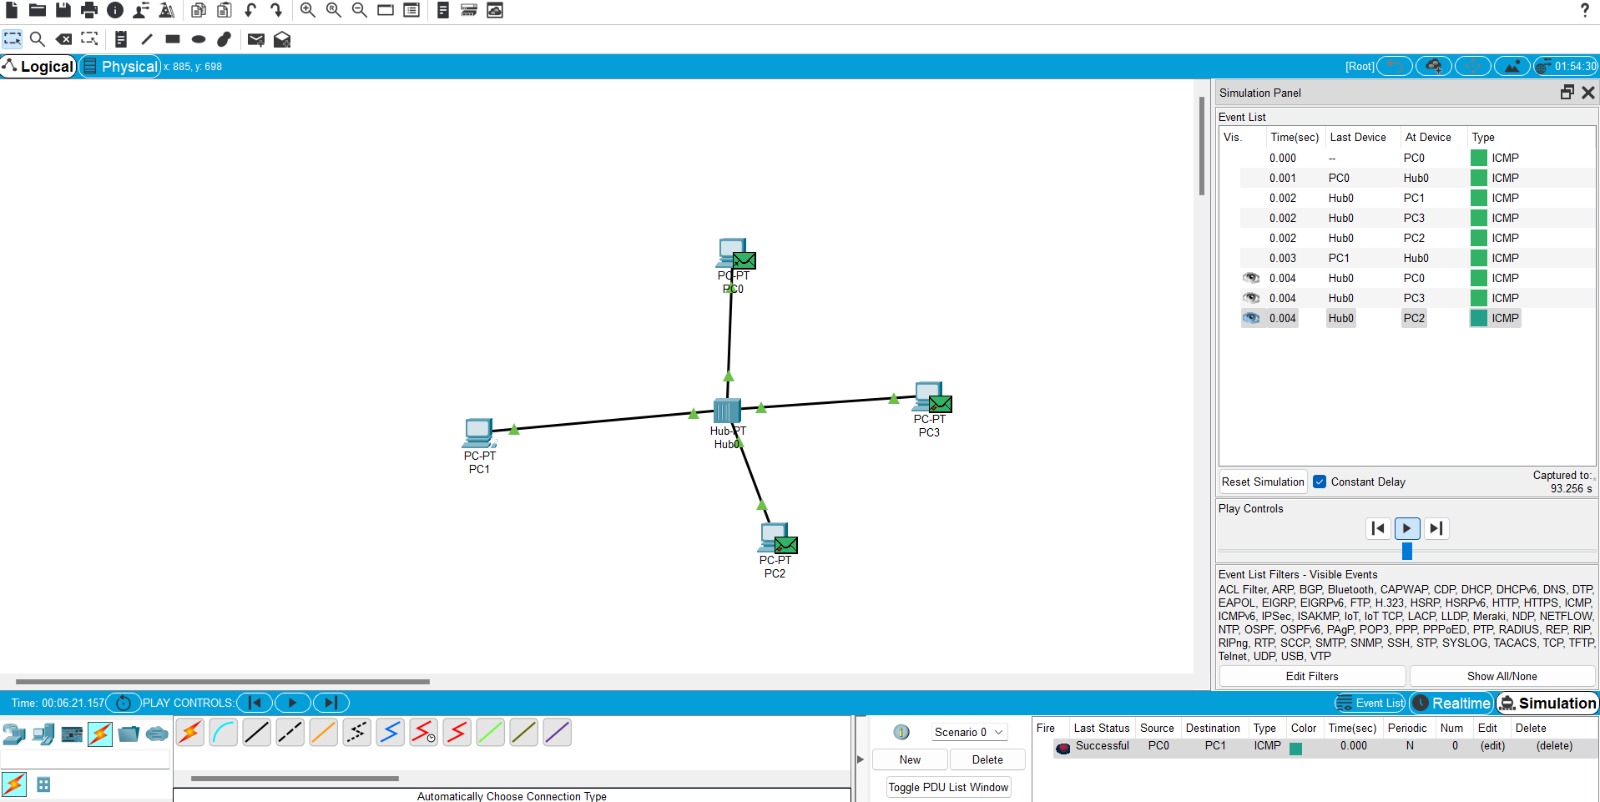 ?
Logical Physical x: 885, y: 698 [Root] 01:54:30
Simulation Panel
Event List
Vis. Time(sec) Last Device At Device Type
0.000 -- PC0 ICMP
0.001 PC0 Hub0 ICMP
0.002 Hub0 PC1 ICMP
0.002 Hub0 PC3 ICMP
0.002 Hub0 PC2 ICMP
0.003 PC1 Hub0 ICMP
0.004 Hub0 PC0 ICMP
0.004 Hub0 PC3 ICMP
0.004 Hub0 PC2 ICMP
PC-PT
PC0
PC-PT
PC3
Hub-PT
Hub0
PC-PT
PC1
PC-PT
PC2
Reset Simulation Constant Delay Captured to:
93.256 s
Play Controls
Event List Filters - Visible Events
ACL Filter, ARP, BGP, Bluetooth, CAPWAP, CDP, DHCP, DHCPv6, DNS, DTP,
EAPOL, EIGRP, EIGRPv6, FTP, H.323, HSRP, HSRPv6, HTTP, HTTPS, ICMP,
ICMPv6, IPSec, ISAKMP, IoT, IoT TCP, LACP, LLDP, Meraki, NDP, NETFLOW,
NTP, OSPF, OSPFv6, PAgP, POP3, PPP, PPPoED, PTP, RADIUS, REP, RIP,
RIPng, RTP, SCCP, SMTP, SNMP, SSH, STP, SYSLOG, TACACS, TCP, TFTP,
Telnet, UDP, USB, VTP
Edit Filters Show All/None
Time: 00:06:21.157 PLAY CONTROLS: Event List Realtime Simulation
Scenario 0
New Delete
Toggle PDU List Window
Fire Last Status Source Destination Type Color Time(sec) Periodic Num Edit Delete
Successful PC0 PC1 ICMP 0.000 N 0 (edit) (delete)
Automatically Choose Connection Type